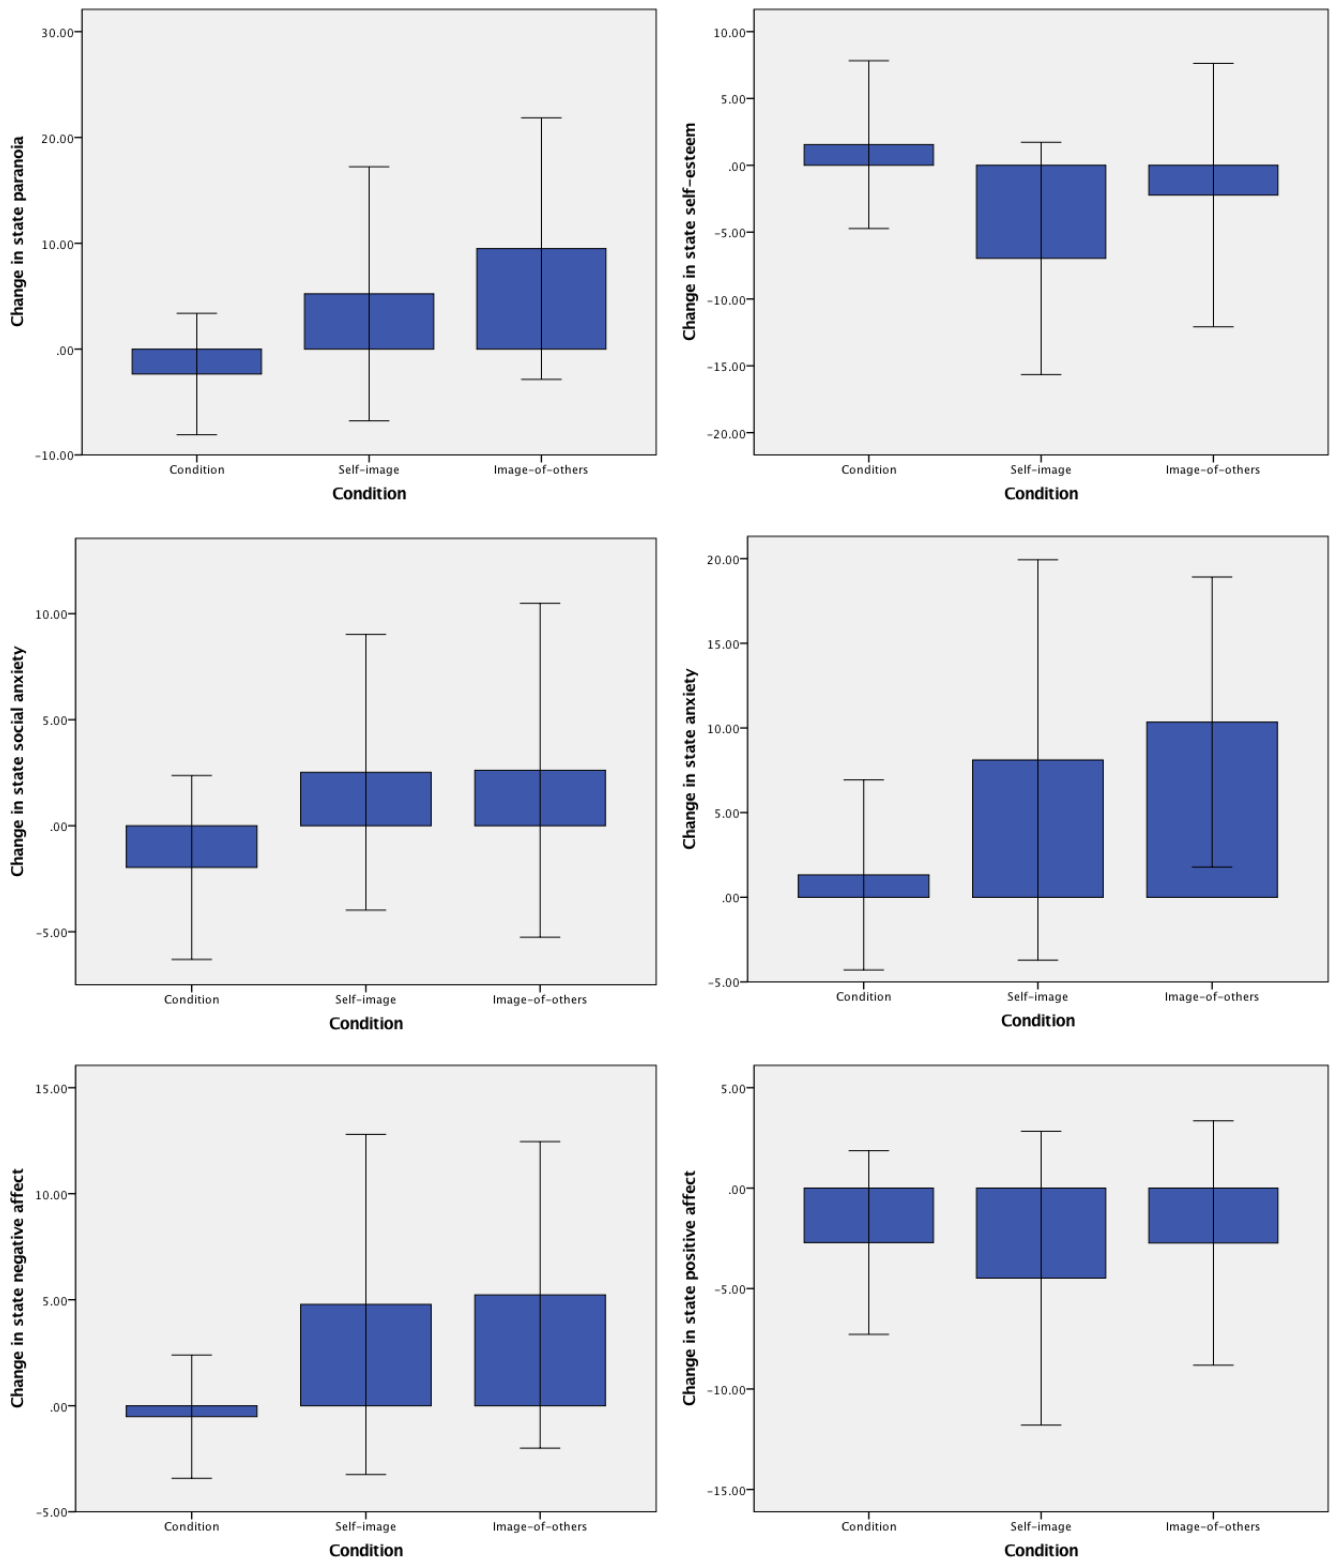 Change in state paranoia
30.00
20.00
10.00
.00
-10.00
Condition Self-image Image-of-others
Condition
Change in state self-esteem
10.00
5.00
.00
-5.00
-10.00
-15.00
-20.00
Condition Self-image Image-of-others
Condition
Change in state social anxiety
10.00
5.00
.00
-5.00
Condition Self-image Image-of-others
Condition
Change in state anxiety
20.00
15.00
10.00
5.00
.00
-5.00
Condition Self-image Image-of-others
Condition
Change in state negative affect
15.00
10.00
5.00
.00
-5.00
Condition Self-image Image-of-others
Condition
Change in state positive affect
5.00
.00
-5.00
-10.00
-15.00
Condition Self-image Image-of-others
Condition